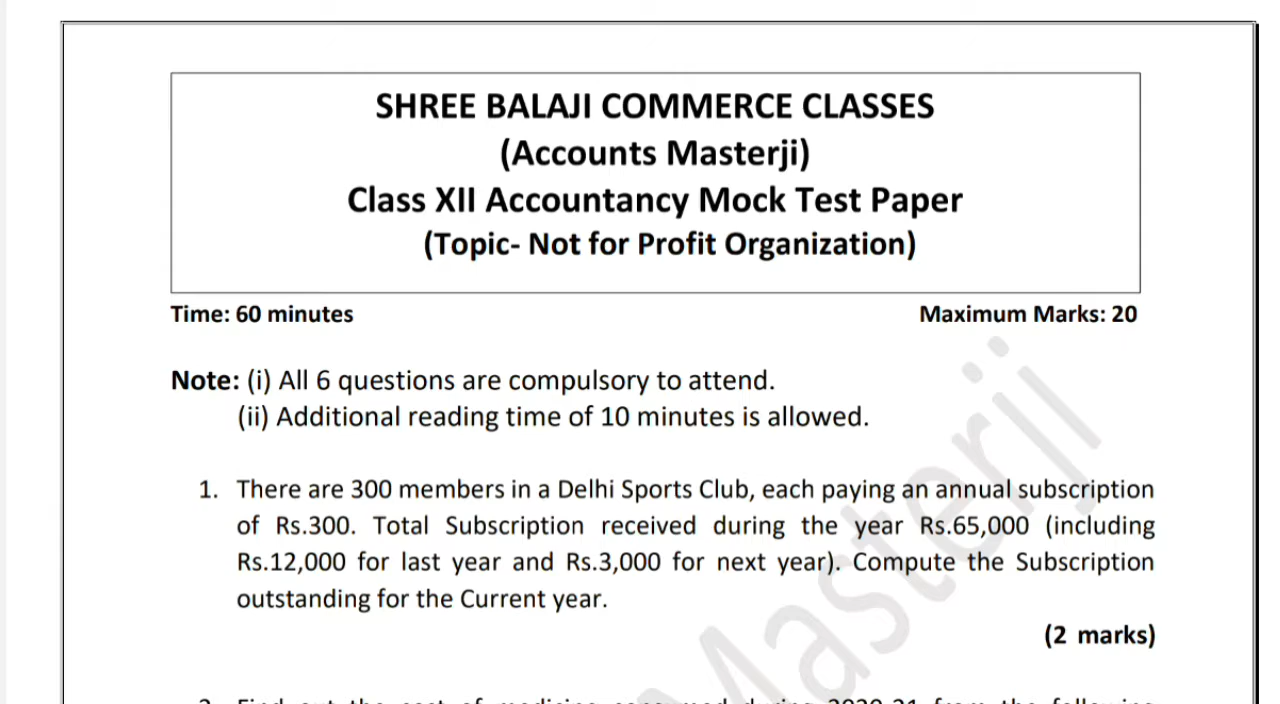 SHREE BALAJI COMMERCE CLASSES
(Accounts Masterji)
Class XII Accountancy Mock Test Paper
(Topic- Not for Profit Organization)
Time: 60 minutes Maximum Marks: 20
Note: (i) All 6 questions are compulsory to attend.
(ii) Additional reading time of 10 minutes is allowed.
1. There are 300 members in a Delhi Sports Club, each paying an annual subscription
of Rs.300. Total Subscription received during the year Rs.65,000 (including
Rs.12,000 for last year and Rs.3,000 for next year). Compute the Subscription
outstanding for the Current year.
(2 marks)
Masterji